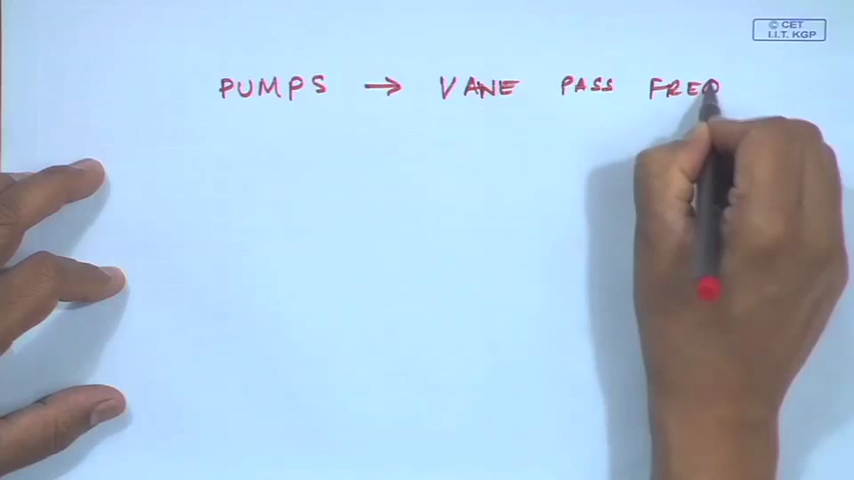 © CET
I.I.T. KGP
PUMPS → VANE PASS FREQ